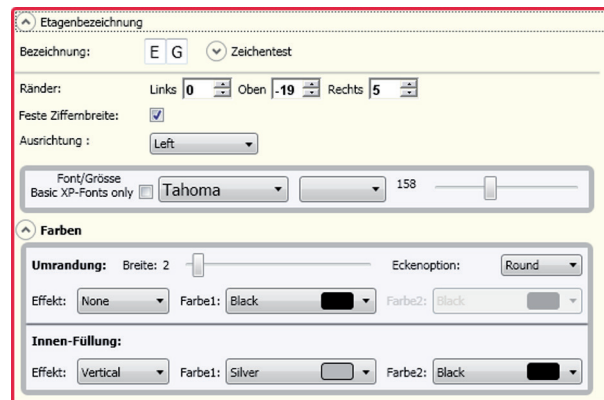 Etagenbezeichnung
Bezeichnung: E G Zeichentest
Ränder: Links 0 Oben -19 Rechts 5
Feste Ziffernbreite:
Ausrichtung : Left
Font/Grösse
Basic XP-Fonts only Tahoma 158
Farben
Umrandung: Breite: 2 Eckenoption: Round
Effekt: None Farbe1: Black Farbe2: Black
Innen-Füllung:
Effekt: Vertical Farbe1: Silver Farbe2: Black